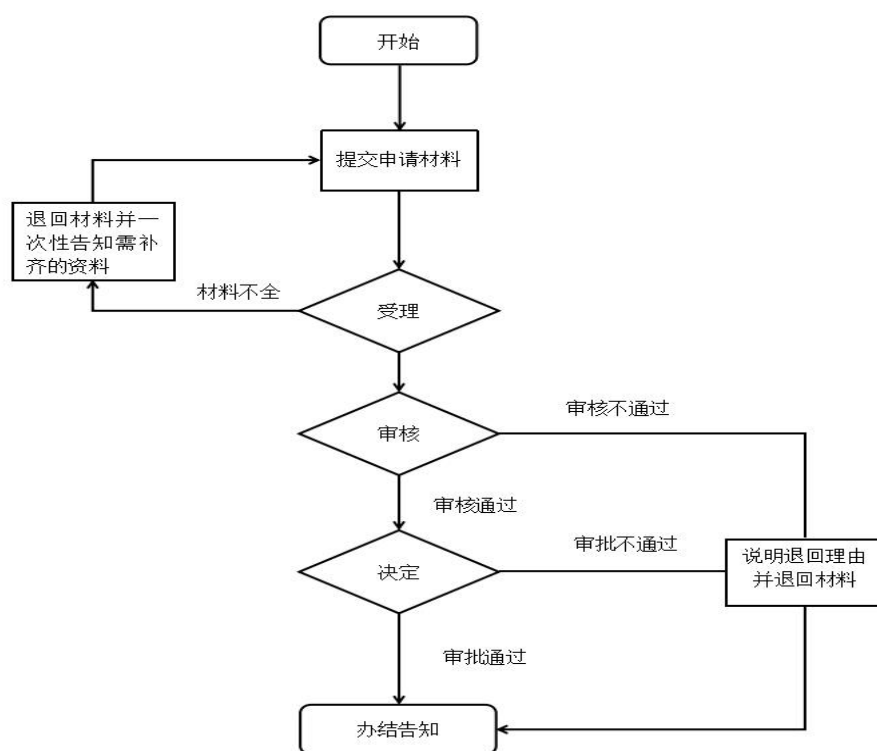 开始
提交申请材料
退回材料并一
次性告知需补
齐的资料
材料不全
受理
审核不通过
审核
审核通过
审批不通过
决定
说明退回理由
并退回材料
审批通过
办结告知